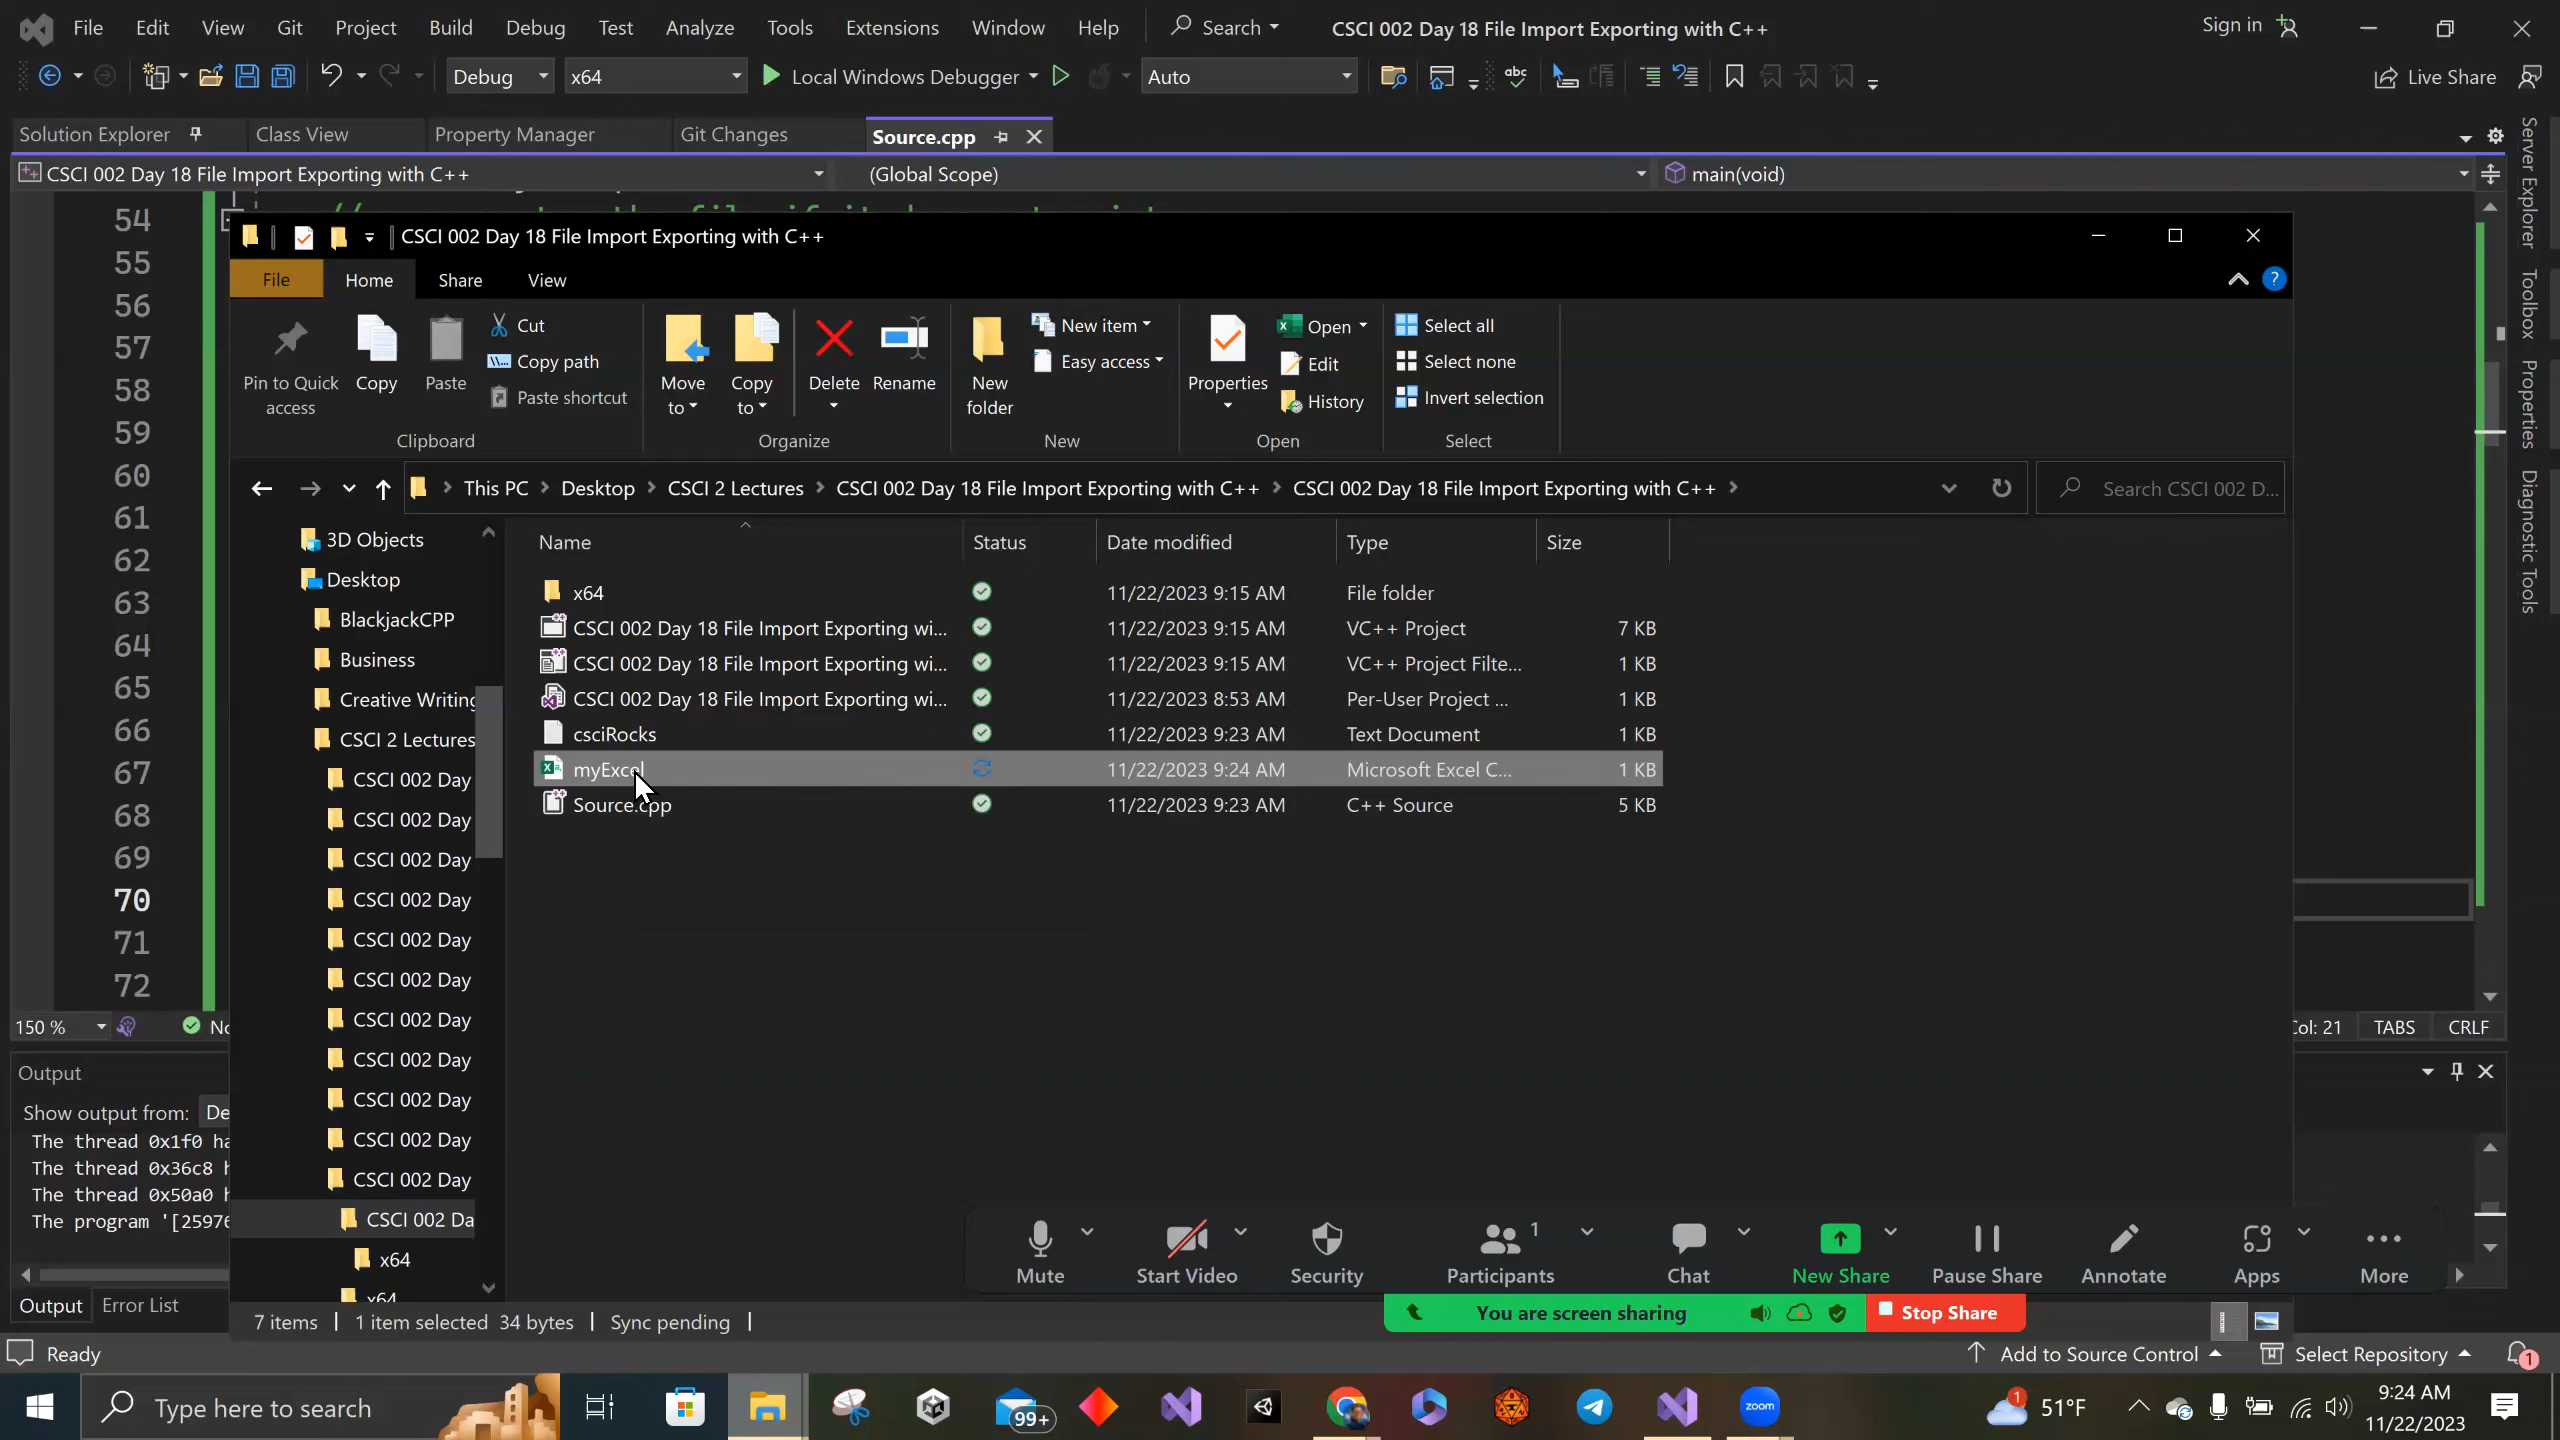 File Edit View Git Project Build Debug Test Analyze Tools Extensions Window Help Search CSCI 002 Day 18 File Import Exporting with C++ Sign in
Debug x64 Local Windows Debugger Auto Live Share
Solution Explorer Class View Property Manager Git Changes Source.cpp
CSCI 002 Day 18 File Import Exporting with C++ (Global Scope) main(void)
Server Explorer
Toolbox
Properties
Diagnostic Tools
54
55
56
57
58
59
60
61
62
63
64
65
66
67
68
69
70
71
72
CSCI 002 Day 18 File Import Exporting with C++
File Home Share View
Pin to Quick access
Copy
Paste
Cut
Copy path
Paste shortcut
Clipboard
Move to
Copy to
Delete
Rename
Organize
New folder
New item
Easy access
New
Properties
Open
Edit
History
Open
Select all
Select none
Invert selection
Select
This PC Desktop CSCI 2 Lectures CSCI 002 Day 18 File Import Exporting with C++ CSCI 002 Day 18 File Import Exporting with C++ Search CSCI 002 D...
3D Objects
Desktop
BlackjackCPP
Business
Creative Writing
CSCI 2 Lectures
CSCI 002 Day
CSCI 002 Day
CSCI 002 Day
CSCI 002 Day
CSCI 002 Day
CSCI 002 Day
CSCI 002 Day
CSCI 002 Day
CSCI 002 Day
CSCI 002 Day
CSCI 002 Day
CSCI 002 Da
x64
x64
Name Status Date modified Type Size
x64 11/22/2023 9:15 AM File folder
CSCI 002 Day 18 File Import Exporting wi... 11/22/2023 9:15 AM VC++ Project 7 KB
CSCI 002 Day 18 File Import Exporting wi... 11/22/2023 9:15 AM VC++ Project Filte... 1 KB
CSCI 002 Day 18 File Import Exporting wi... 11/22/2023 8:53 AM Per-User Project ... 1 KB
csciRocks 11/22/2023 9:23 AM Text Document 1 KB
myExcel 11/22/2023 9:24 AM Microsoft Excel C... 1 KB
Source.cpp 11/22/2023 9:23 AM C++ Source 5 KB
7 items 1 item selected 34 bytes Sync pending
150 % No
Col: 21 TABS CRLF
Output
Show output from: De
The thread 0x1f0 ha
The thread 0x36c8 h
The thread 0x50a0 h
The program '[25976
Output Error List
Mute Start Video Security Participants 1 Chat New Share Pause Share Annotate Apps More
You are screen sharing Stop Share
Ready Add to Source Control Select Repository 1
Type here to search 99+ zoom 1 51°F 9:24 AM
11/22/2023